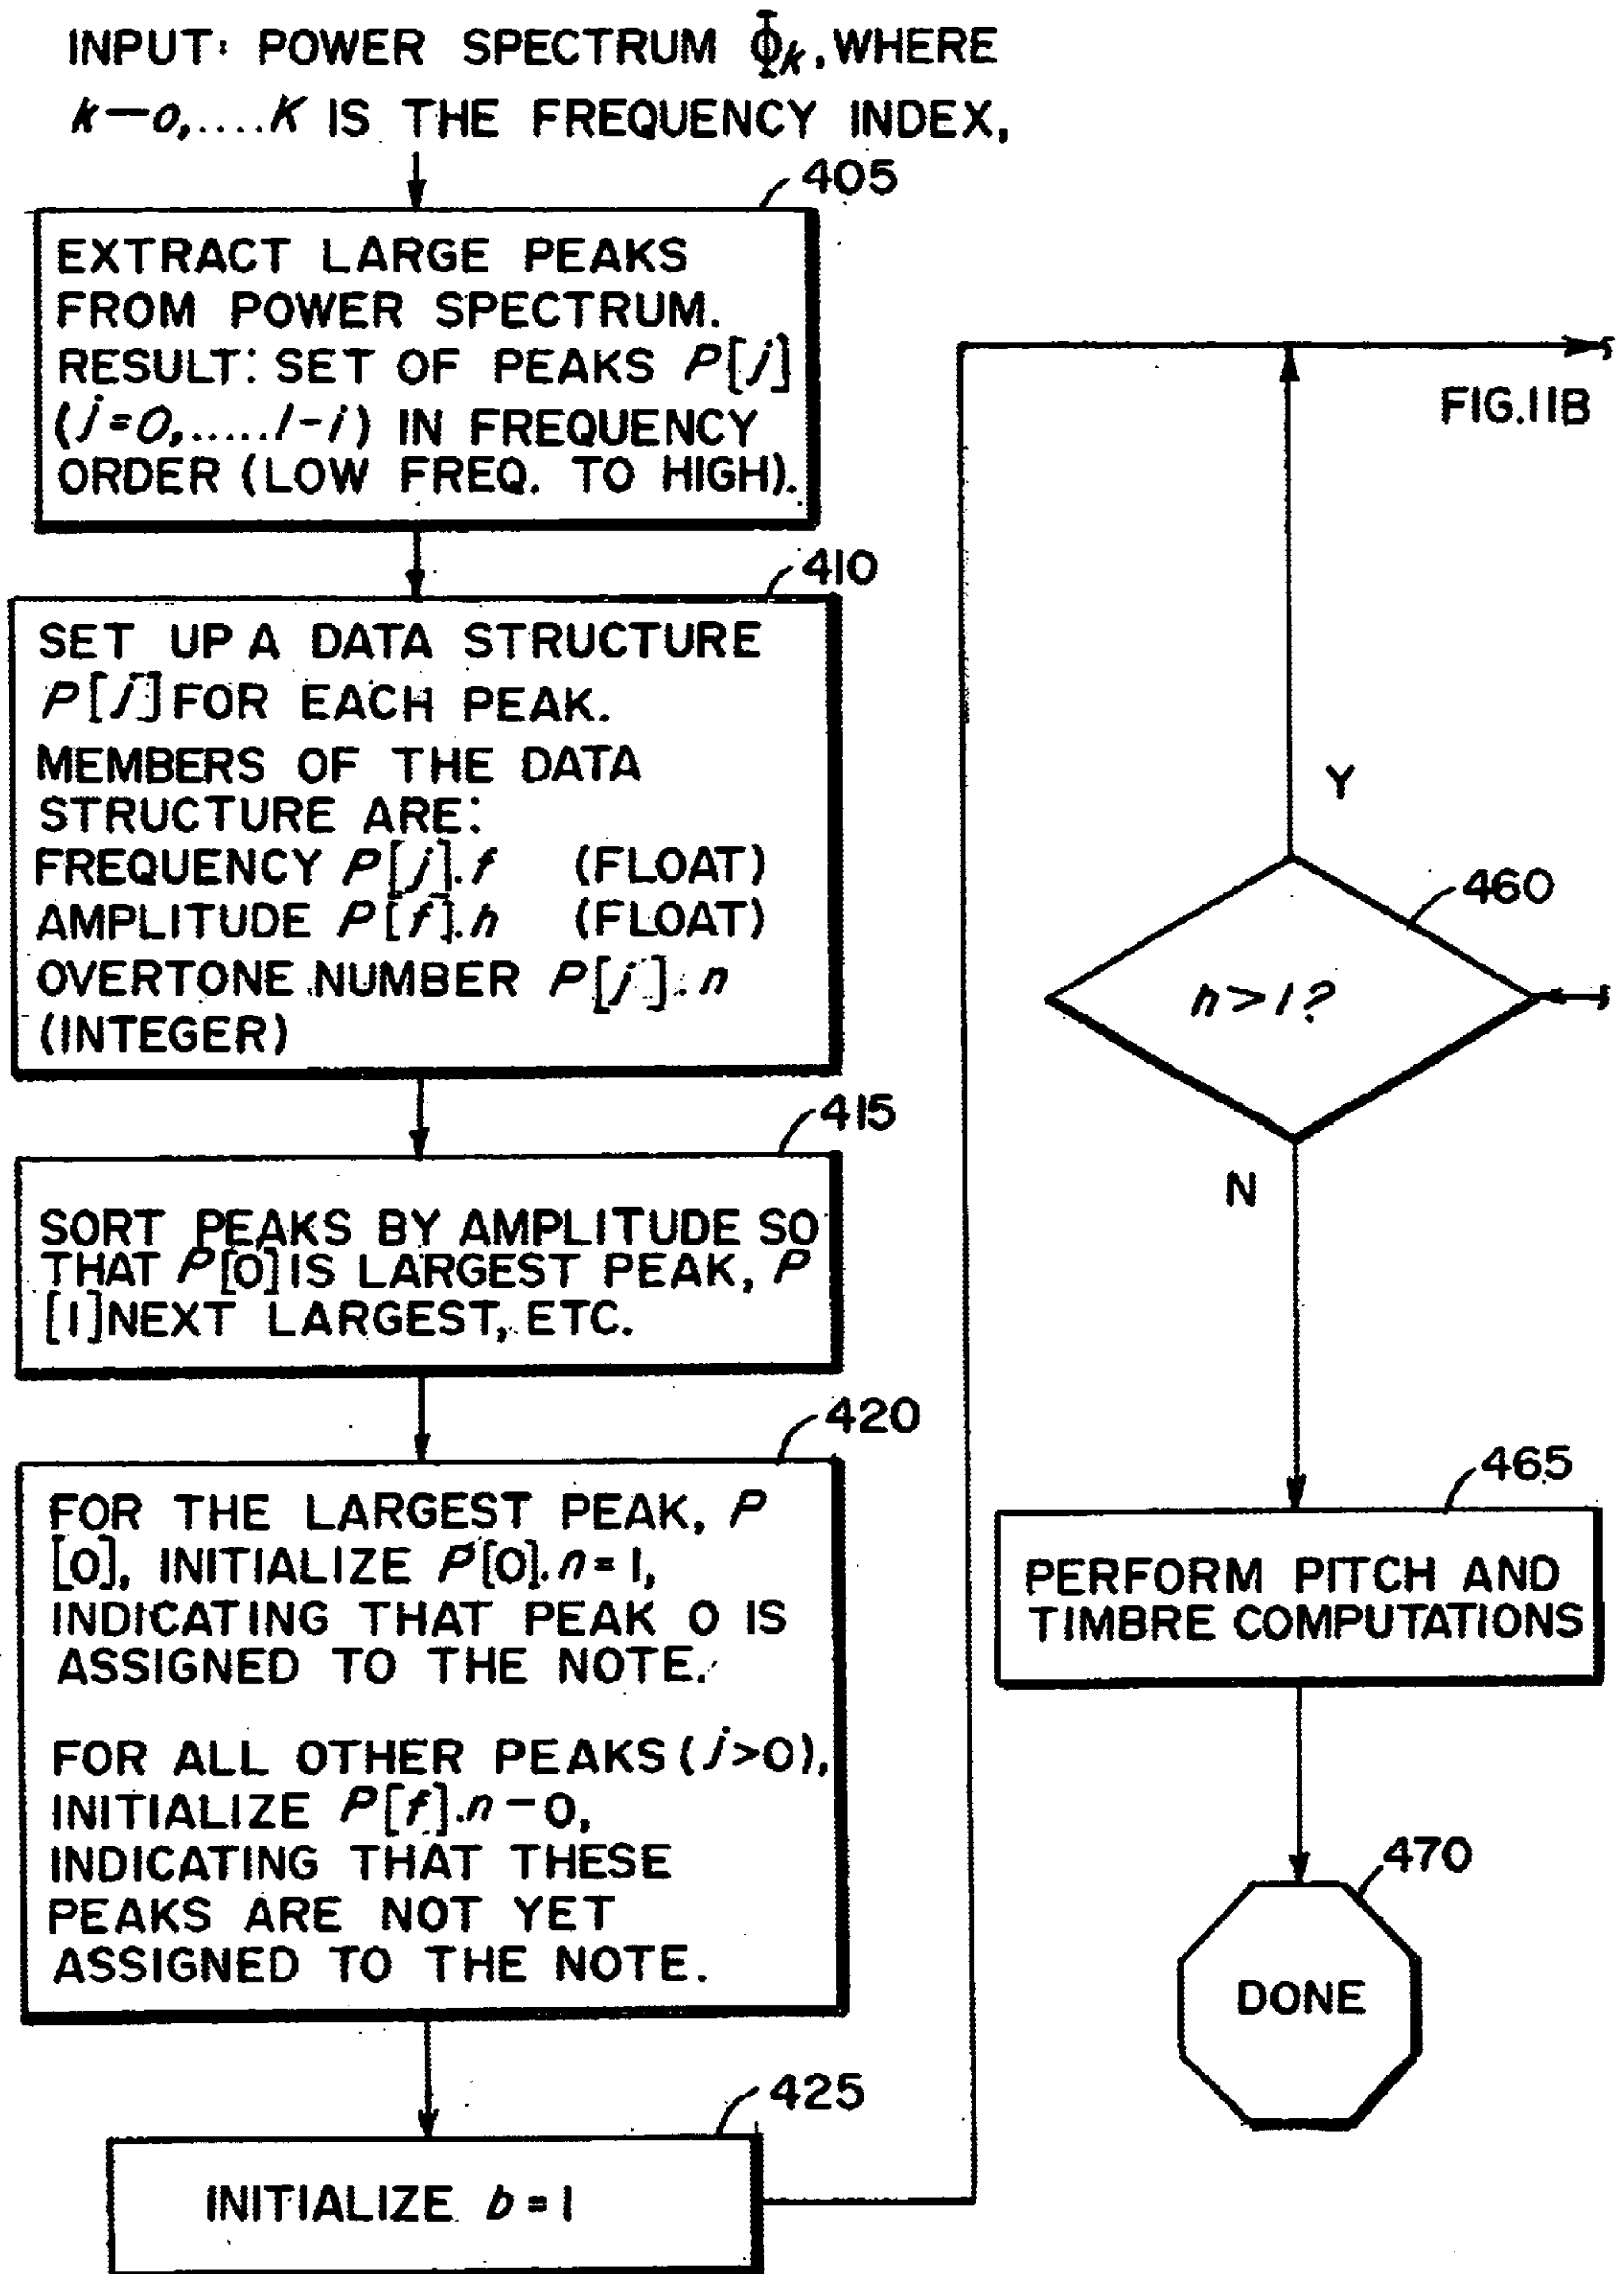 INPUT: POWER SPECTRUM Φk, WHERE
k—o,....K IS THE FREQUENCY INDEX,
405
EXTRACT LARGE PEAKS
FROM POWER SPECTRUM.
RESULT: SET OF PEAKS P[j]
(j=0,.....I-i) IN FREQUENCY
ORDER (LOW FREQ. TO HIGH).
410
SET UP A DATA STRUCTURE
P[j] FOR EACH PEAK.
MEMBERS OF THE DATA
STRUCTURE ARE:
FREQUENCY P[j].f (FLOAT)
AMPLITUDE P[f].h (FLOAT)
OVERTONE NUMBER P[j].n
(INTEGER)
415
SORT PEAKS BY AMPLITUDE SO
THAT P[0] IS LARGEST PEAK, P
[1] NEXT LARGEST, ETC.
420
FOR THE LARGEST PEAK, P
[0], INITIALIZE P[0].n=1,
INDICATING THAT PEAK 0 IS
ASSIGNED TO THE NOTE.
FOR ALL OTHER PEAKS (j>0),
INITIALIZE P[f].n-0,
INDICATING THAT THESE
PEAKS ARE NOT YET
ASSIGNED TO THE NOTE.
425
INITIALIZE b=1
FIG.11B
Y
460
h>1?
N
465
PERFORM PITCH AND
TIMBRE COMPUTATIONS
470
DONE